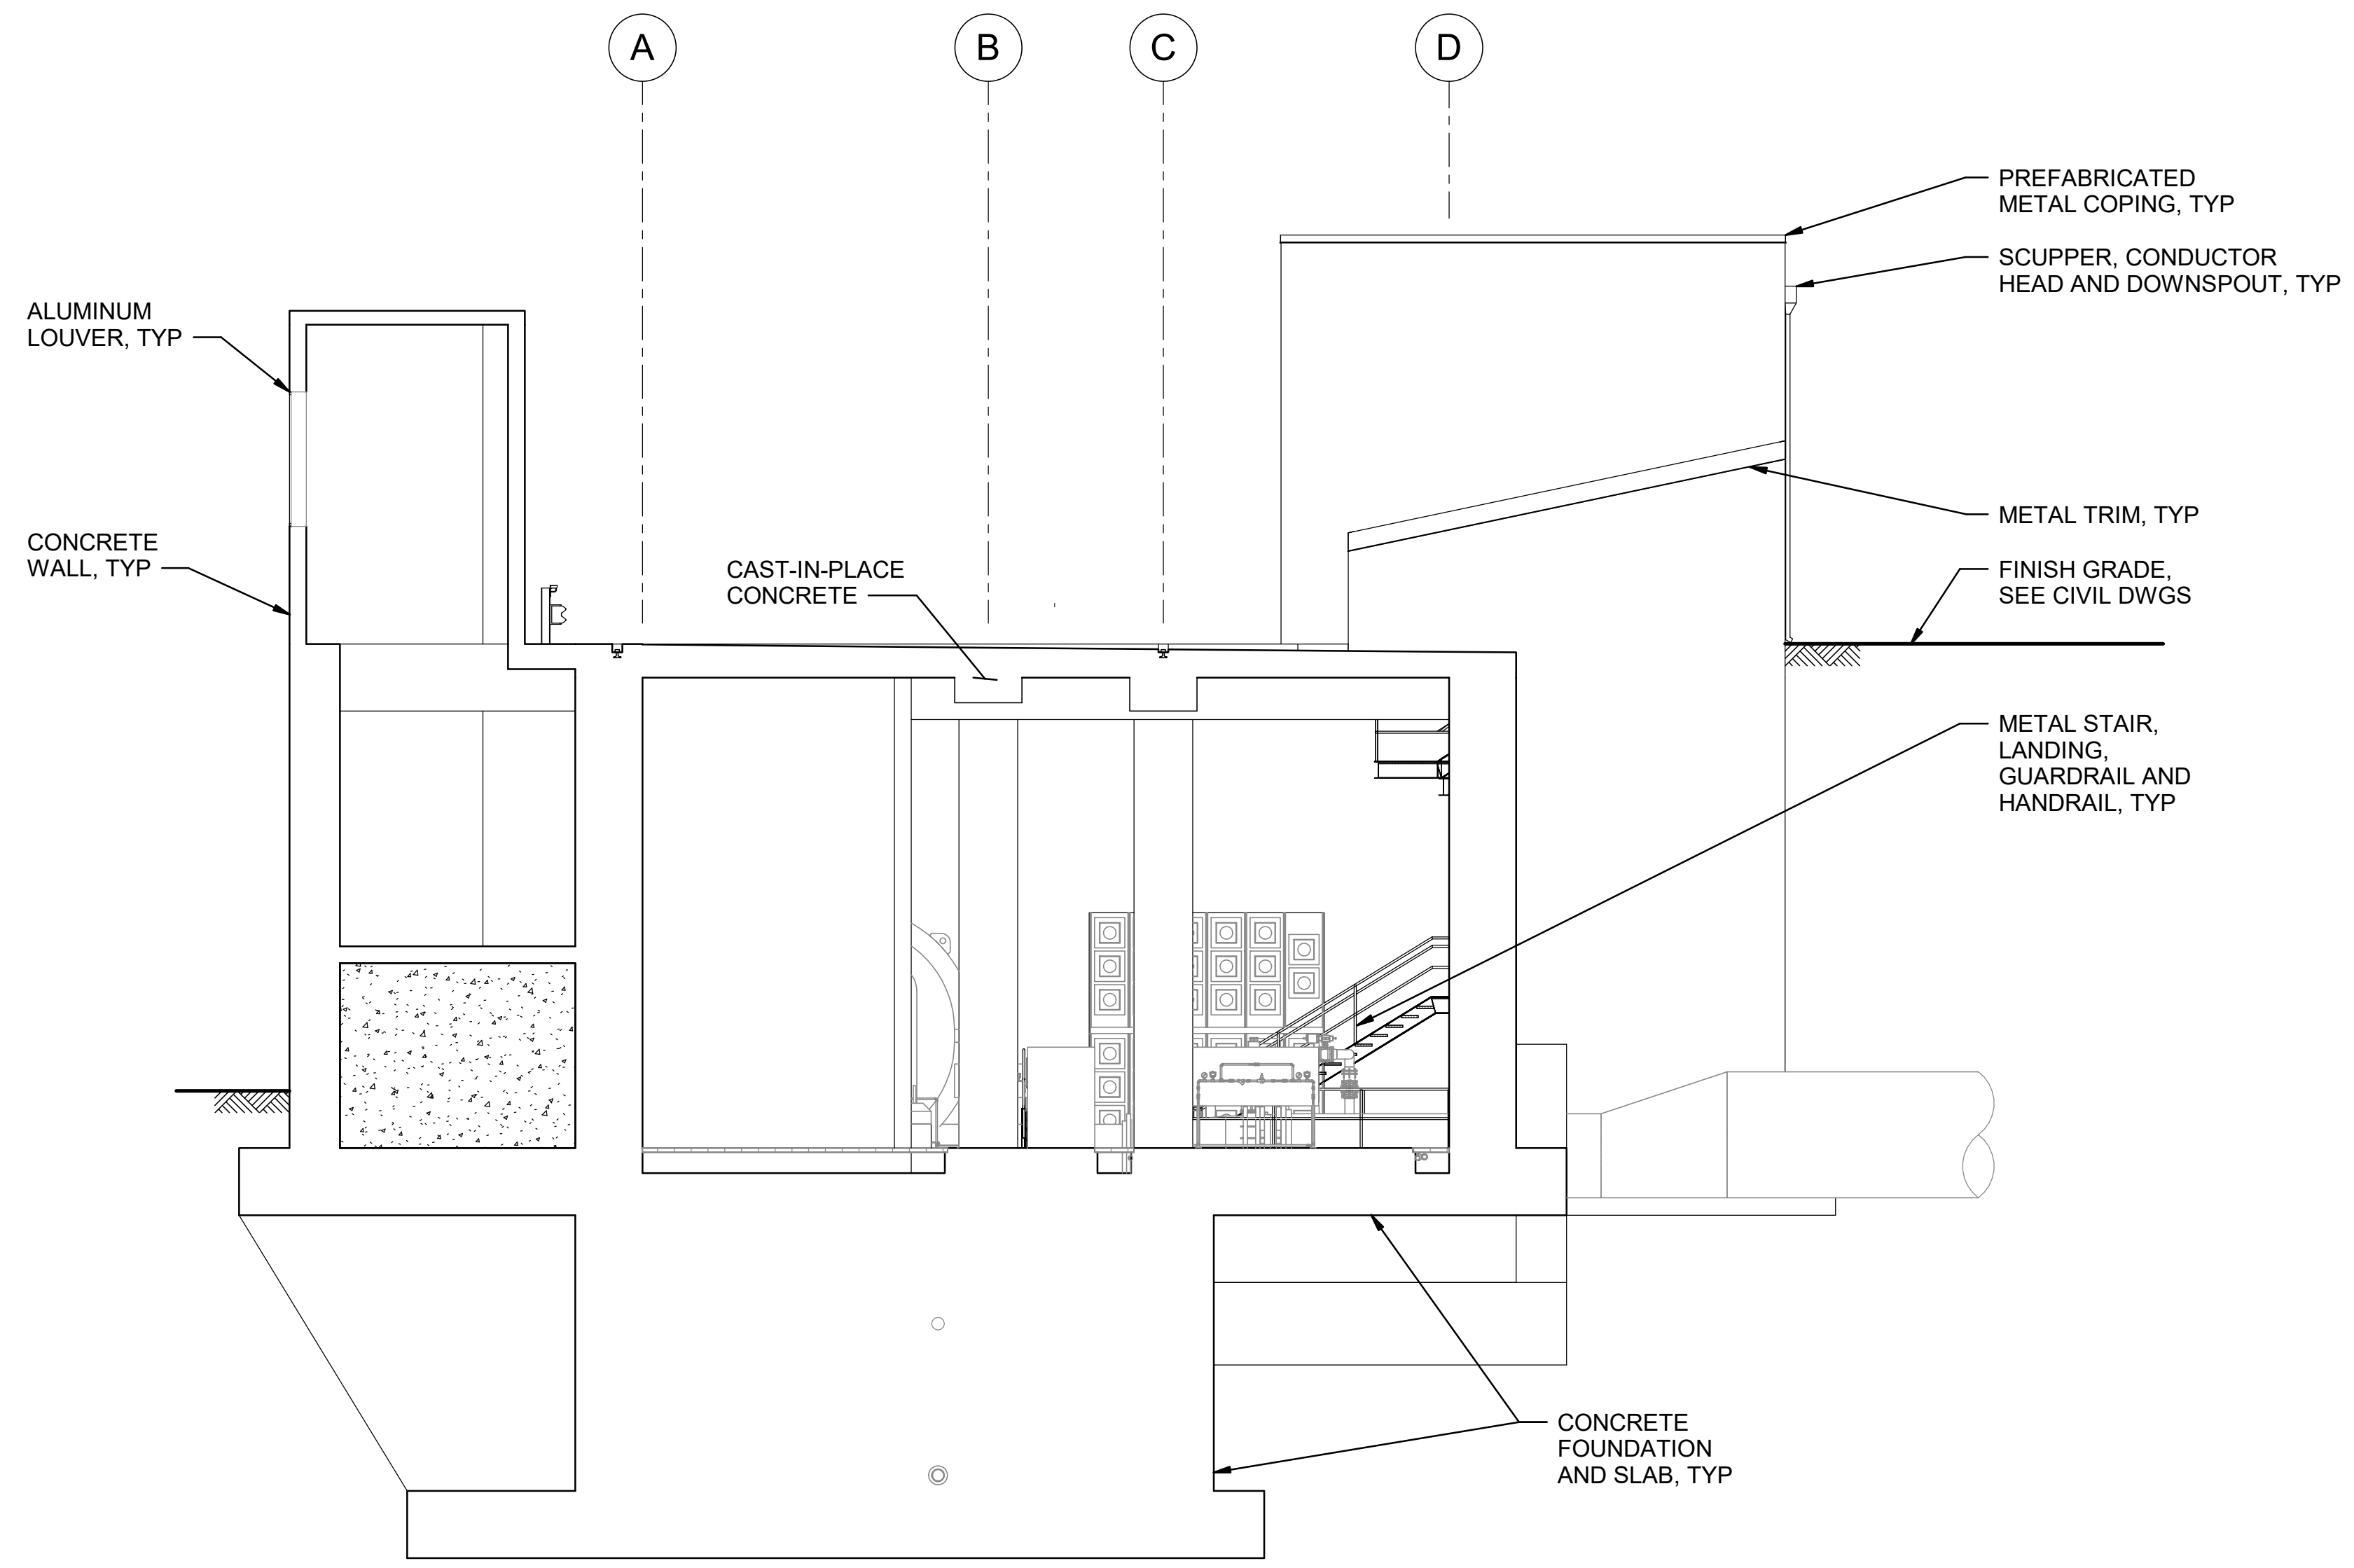 A
B
C
D
PREFABRICATED
METAL COPING, TYP
SCUPPER, CONDUCTOR
HEAD AND DOWNSPOUT, TYP
ALUMINUM
LOUVER, TYP
METAL TRIM, TYP
CONCRETE
WALL, TYP
CAST-IN-PLACE
CONCRETE
FINISH GRADE,
SEE CIVIL DWGS
METAL STAIR,
LANDING,
GUARDRAIL AND
HANDRAIL, TYP
CONCRETE
FOUNDATION
AND SLAB, TYP